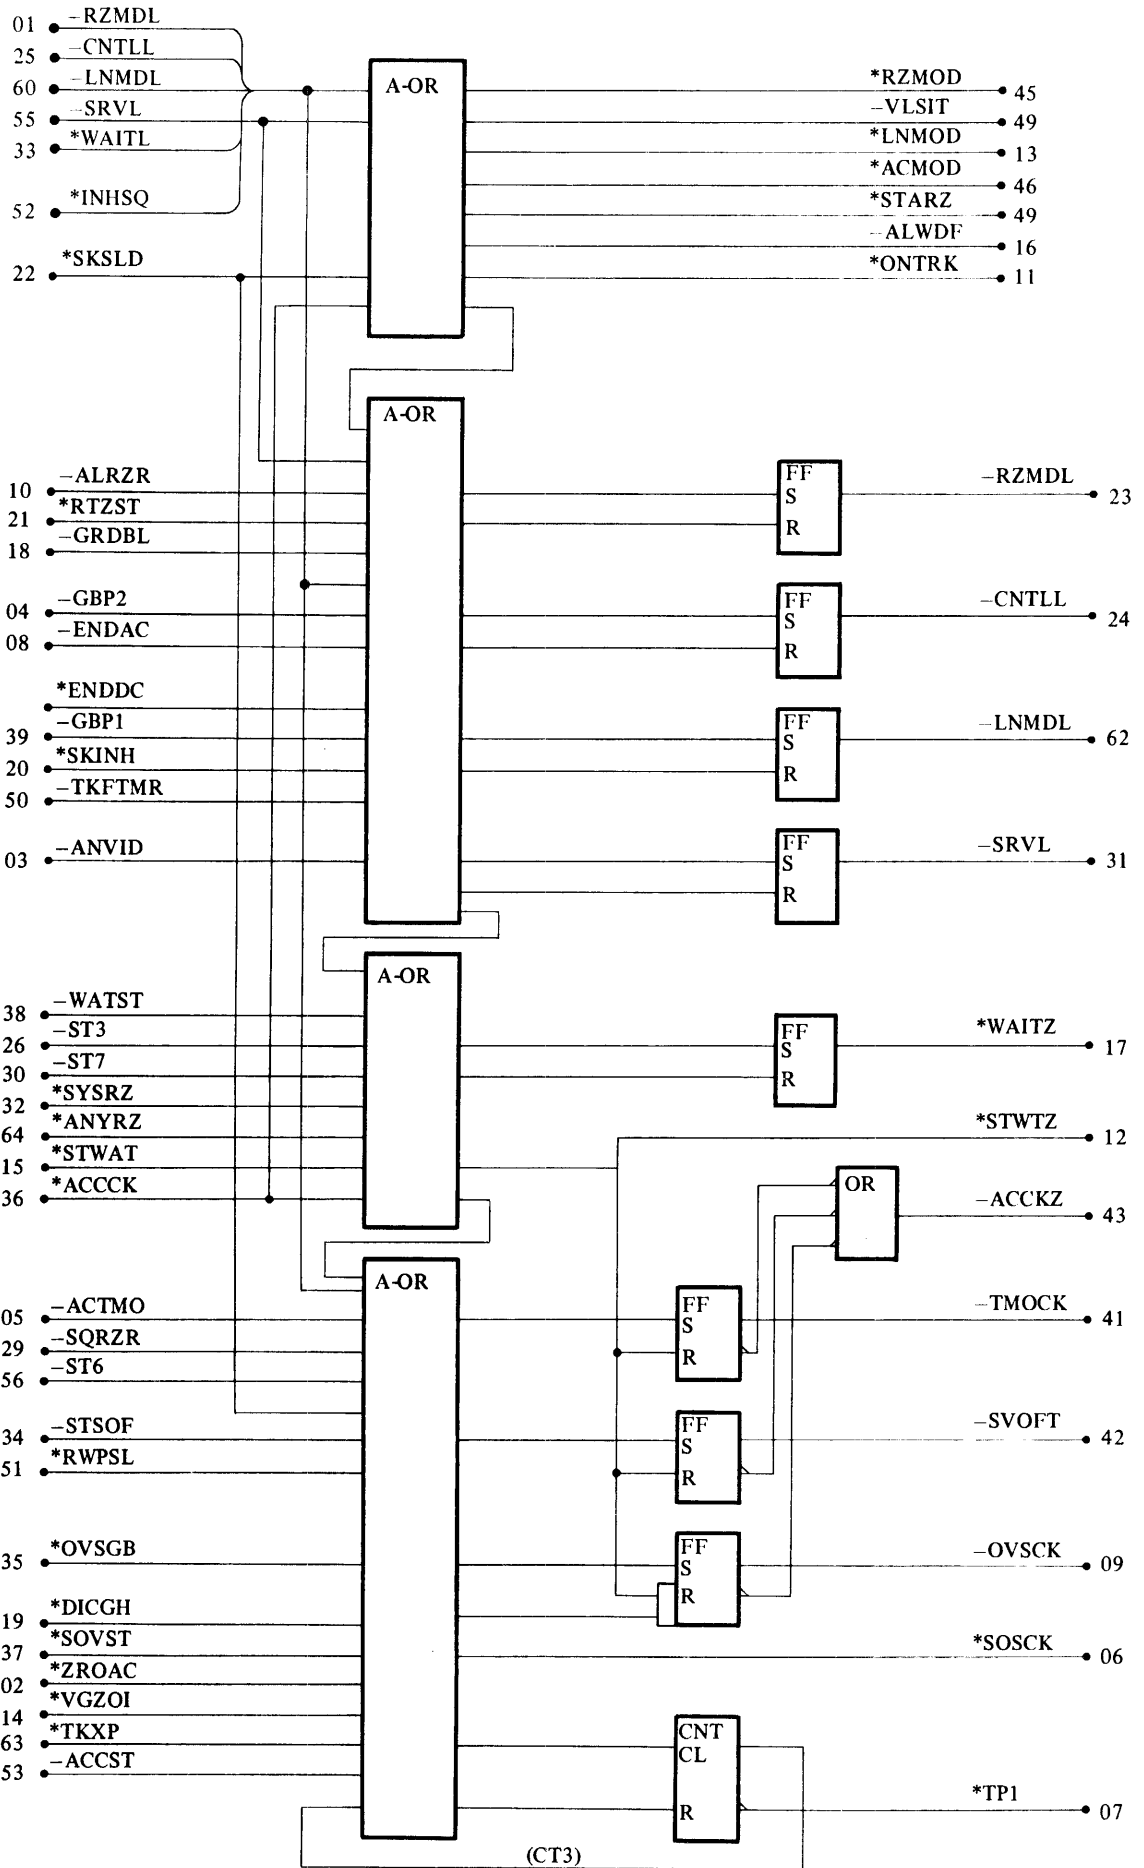 01 –RZMDL
25 –CNTLL
60 –LNMDL
55 –SRVL
33 *WAITL
52 *INHSQ
22 *SKSLD
A-OR
*RZMOD 45
–VLSIT 49
*LNMOD 13
*ACMOD 46
*STARZ 49
–ALWDF 16
*ONTRK 11
A-OR
10 –ALRZR
21 *RTZST
18 –GRDBL
04 –GBP2
08 –ENDAC
*ENDDC
39 –GBP1
20 *SKINH
50 –TKFTMR
03 –ANVID
FF
S
R
–RZMDL 23
FF
S
R
–CNTLL 24
FF
S
R
–LNMDL 62
FF
S
R
–SRVL 31
A-OR
38 –WATST
26 –ST3
30 –ST7
32 *SYSRZ
64 *ANYRZ
15 *STWAT
36 *ACCCK
FF
S
R
*WAITZ 17
*STWTZ 12
OR
–ACCKZ 43
A-OR
05 –ACTMO
29 –SQRZR
56 –ST6
34 –STSOF
51 *RWPSL
35 *OVSGB
19 *DICGH
37 *SOVST
02 *ZROAC
14 *VGZOI
63 *TKXP
53 –ACCST
FF
S
R
–TMOCK 41
FF
S
R
–SVOFT 42
FF
S
R
–OVSCK 09
*SOSCK 06
CNT
CL
R
*TP1 07
(CT3)